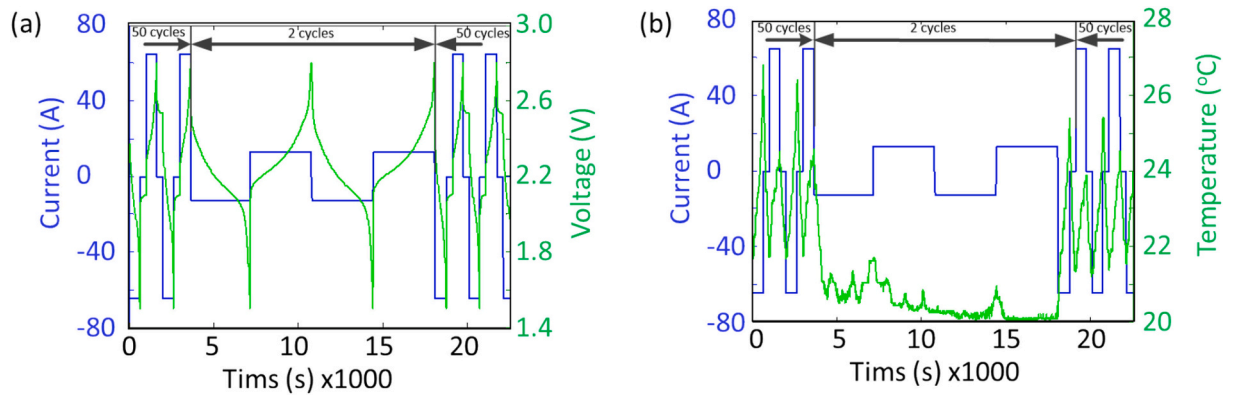 (a)
80
40
0
-40
-80
Current (A)
50 cycles
2 cycles
50 cycles
3.0
2.6
2.2
1.8
1.4
Voltage (V)
0
5
10
15
20
Tims (s) x1000
(b)
80
40
0
-40
-80
Current (A)
50 cycles
2 cycles
50 cycles
28
26
24
22
20
Temperature (°C)
0
5
10
15
20
Tims (s) x1000